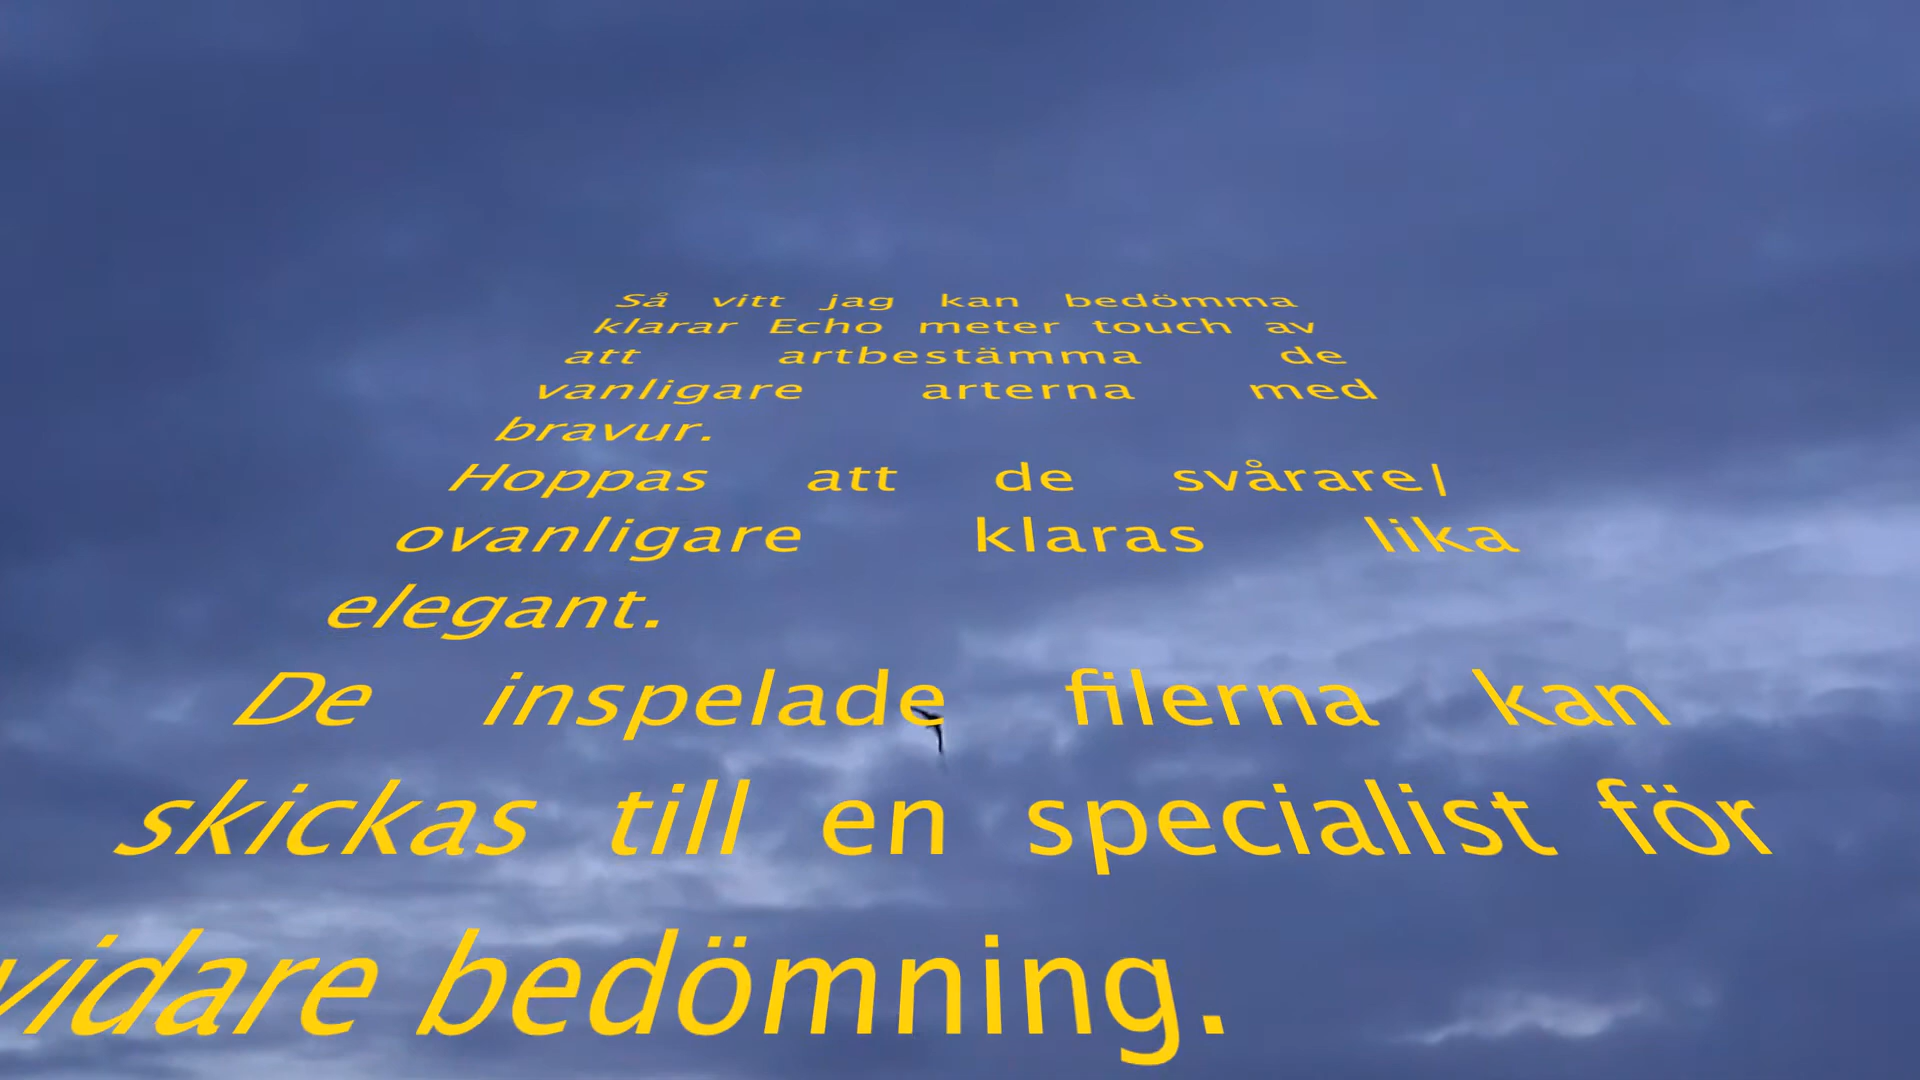 Så vitt jag kan bedömma
klarar Echo meter touch av
att artbestämma de
vanligare arterna med
bravur.
Hoppas att de svårare/
ovanligare klaras lika
elegant.
De inspelade filerna kan
skickas till en specialist för
vidare bedömning.